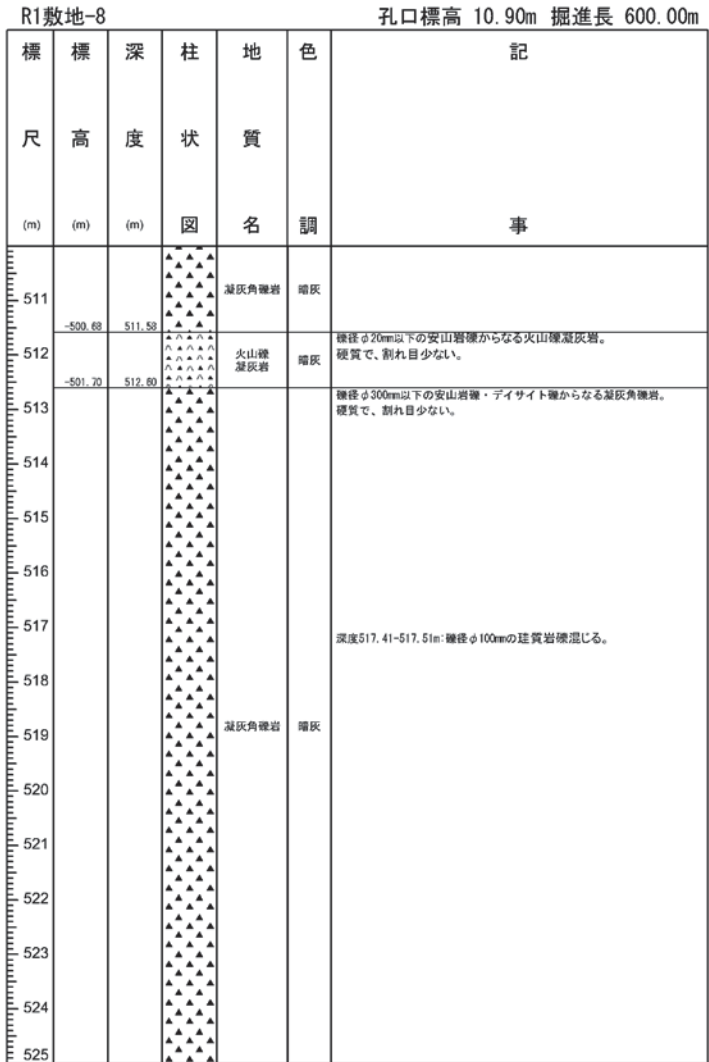 R1敷地-8 孔口標高 10.90m 掘進長 600.00m
標 標 深 柱 地 色 記
尺 高 度 状 質
(m) (m) (m) 図 名 調 事
511
凝灰角礫岩 暗灰
-500.68 511.58
礫径φ20mm以下の安山岩礫からなる火山礫凝灰岩。
硬質で、割れ目少ない。
512
火山礫
凝灰岩
暗灰
-501.70 512.60
礫径φ300mm以下の安山岩礫・デイサイト礫からなる凝灰角礫岩。
硬質で、割れ目少ない。
513
514
515
516
517
深度517.41-517.51m:礫径φ100mmの珪質岩礫混じる。
518
凝灰角礫岩 暗灰
519
520
521
522
523
524
525